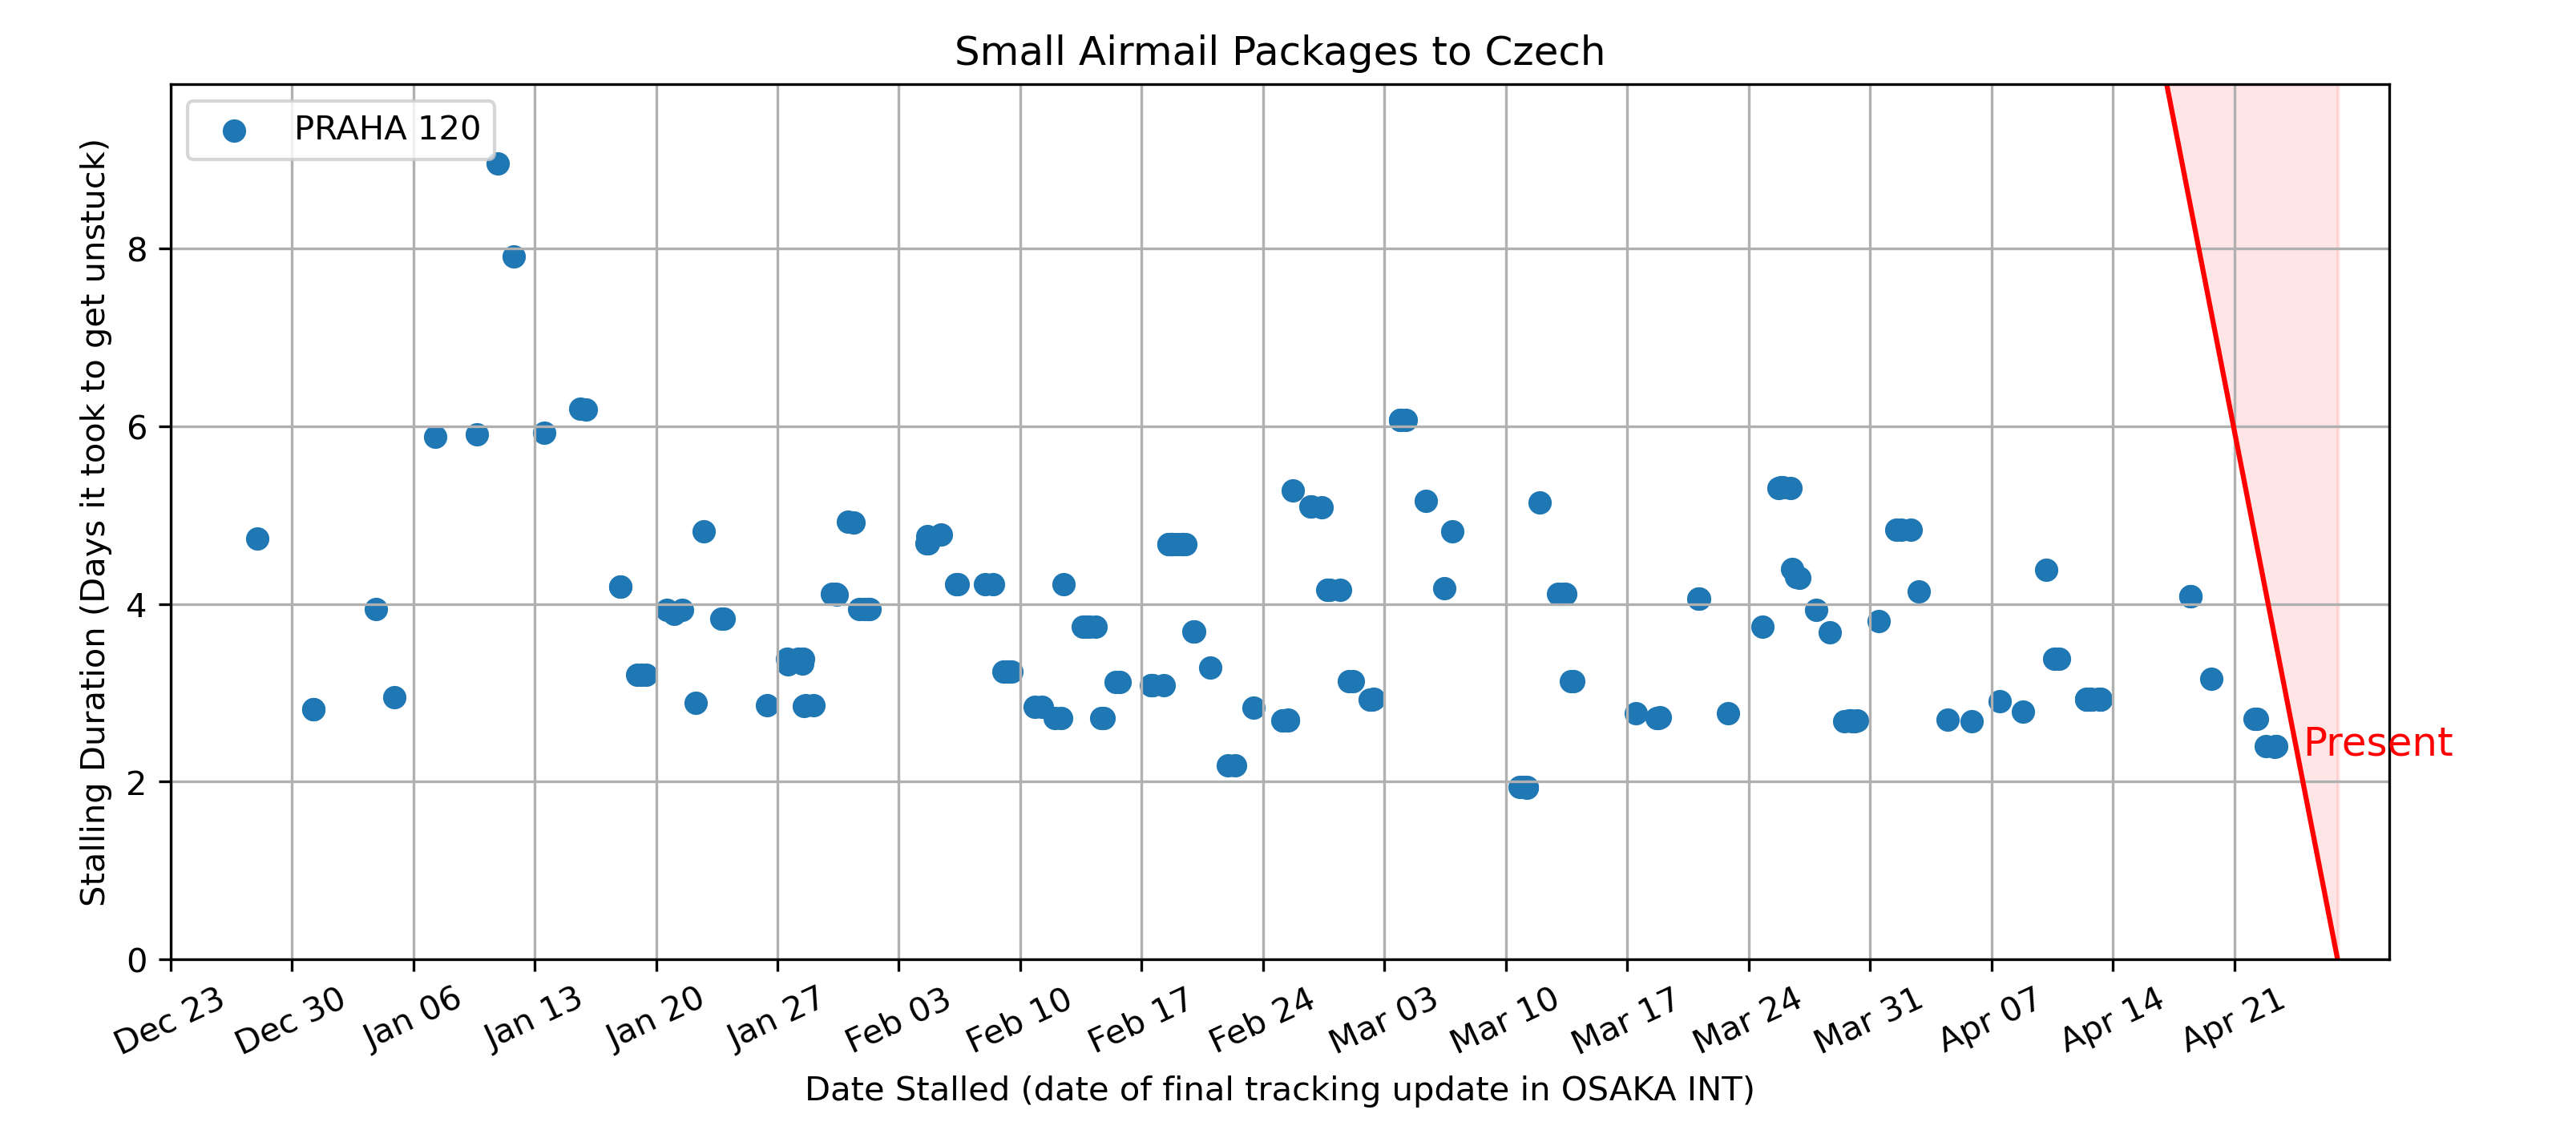 Small Airmail Packages to Czech
PRAHA 120
Stalling Duration (Days it took to get unstuck)
8
6
4
2
0
Present
Dec 23 Dec 30 Jan 06 Jan 13 Jan 20 Jan 27 Feb 03 Feb 10 Feb 17 Feb 24 Mar 03 Mar 10 Mar 17 Mar 24 Mar 31 Apr 07 Apr 14 Apr 21
Date Stalled (date of final tracking update in OSAKA INT)